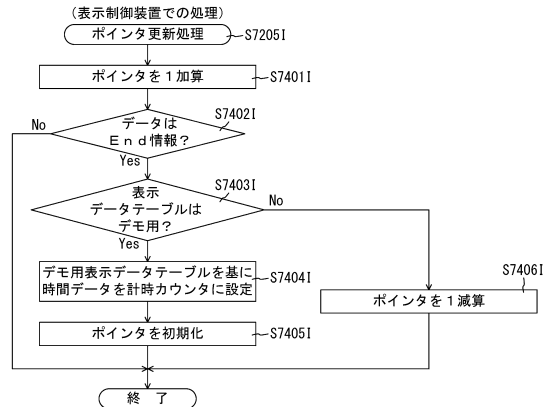 (表示制御装置での処理)
ポインタ更新処理
S7205I
ポインタを1加算
S7401I
データは
End情報?
S7402I
No
Yes
表示
データテーブルは
デモ用?
S7403I
No
Yes
デモ用表示データテーブルを基に
時間データを計時カウンタに設定
S7404I
S7406I
ポインタを1減算
ポインタを初期化
S7405I
終 了